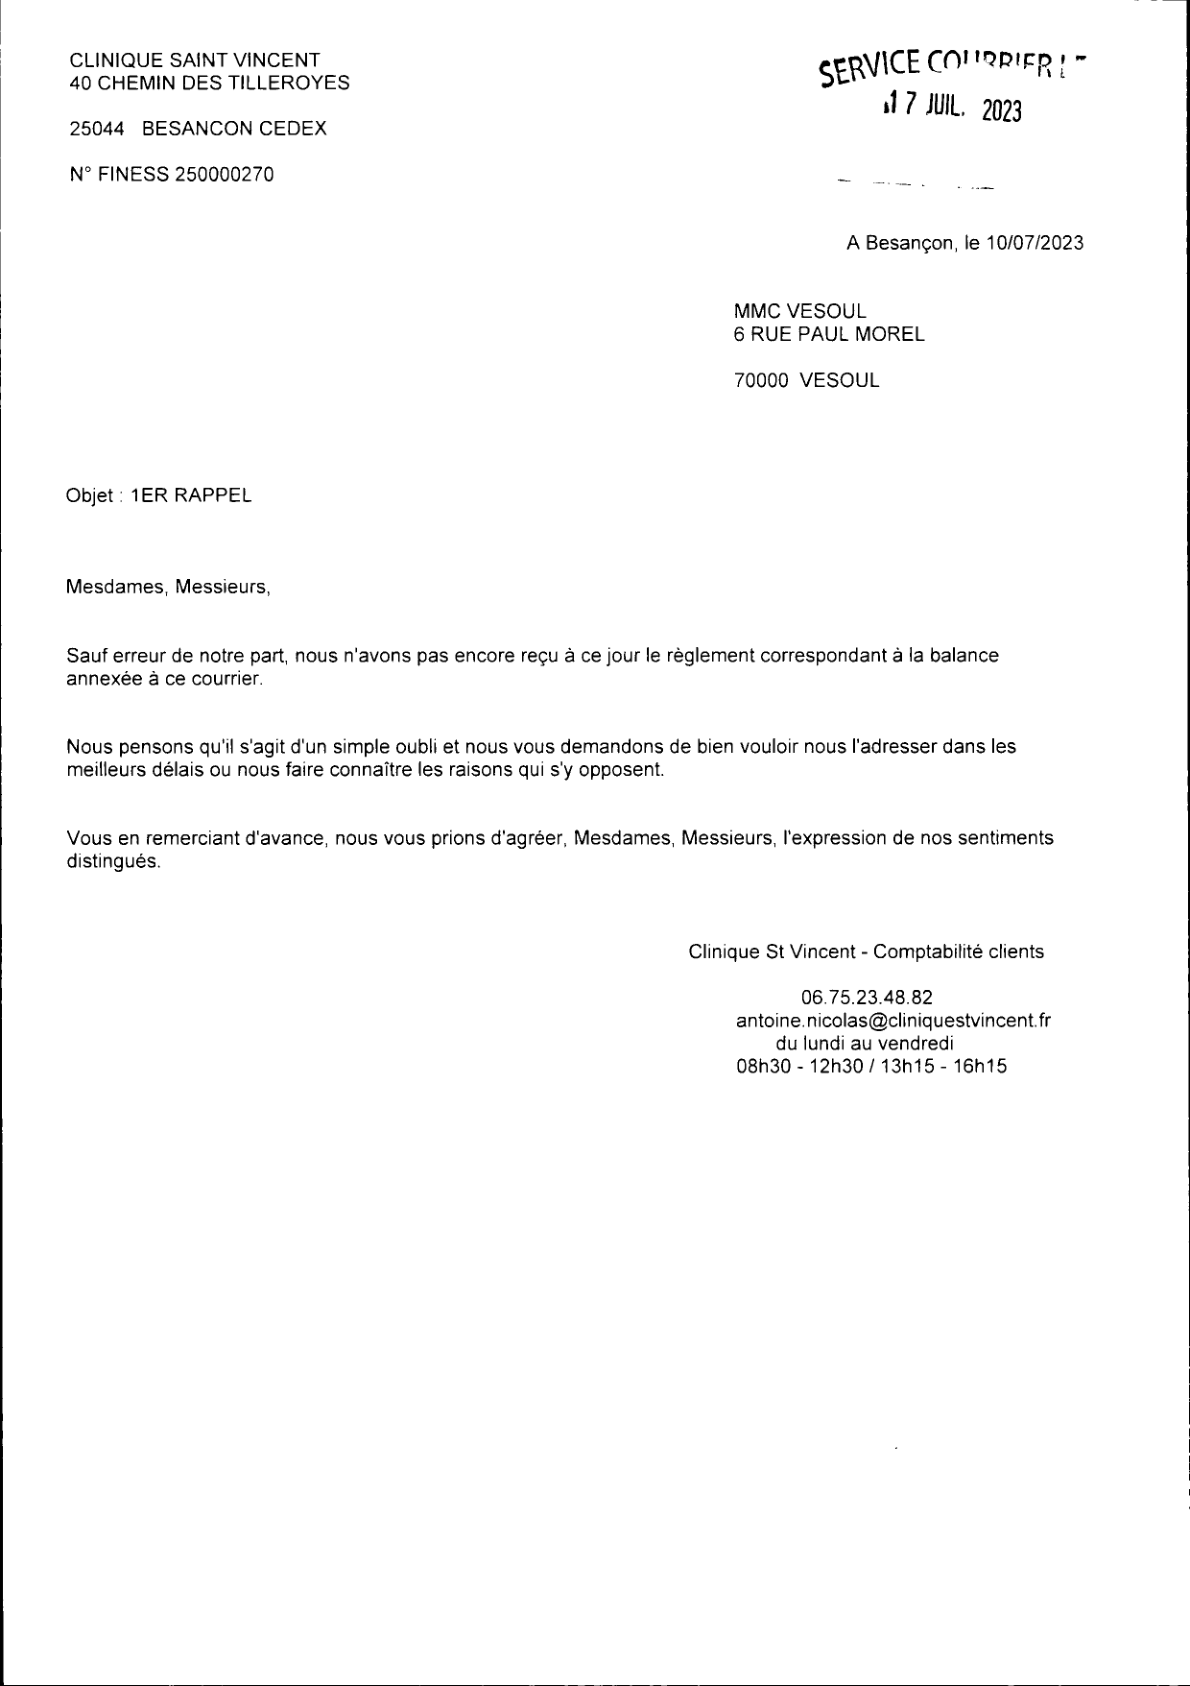 CLINIQUE SAINT VINCENT
40 CHEMIN DES TILLEROYES
25044 BESANCON CEDEX
N° FINESS 250000270
SERVICE COURRIER
17 JUIL. 2023
A Besançon, le 10/07/2023
MMC VESOUL
6 RUE PAUL MOREL
70000 VESOUL
Objet : 1ER RAPPEL
Mesdames, Messieurs,
Sauf erreur de notre part, nous n'avons pas encore reçu à ce jour le règlement correspondant à la balance
annexée à ce courrier.
Nous pensons qu'il s'agit d'un simple oubli et nous vous demandons de bien vouloir nous l'adresser dans les
meilleurs délais ou nous faire connaître les raisons qui s'y opposent.
Vous en remerciant d'avance, nous vous prions d'agréer, Mesdames, Messieurs, l'expression de nos sentiments
distingués.
Clinique St Vincent - Comptabilité clients
06.75.23.48.82
antoine.nicolas@cliniquestvincent.fr
du lundi au vendredi
08h30 - 12h30 / 13h15 - 16h15